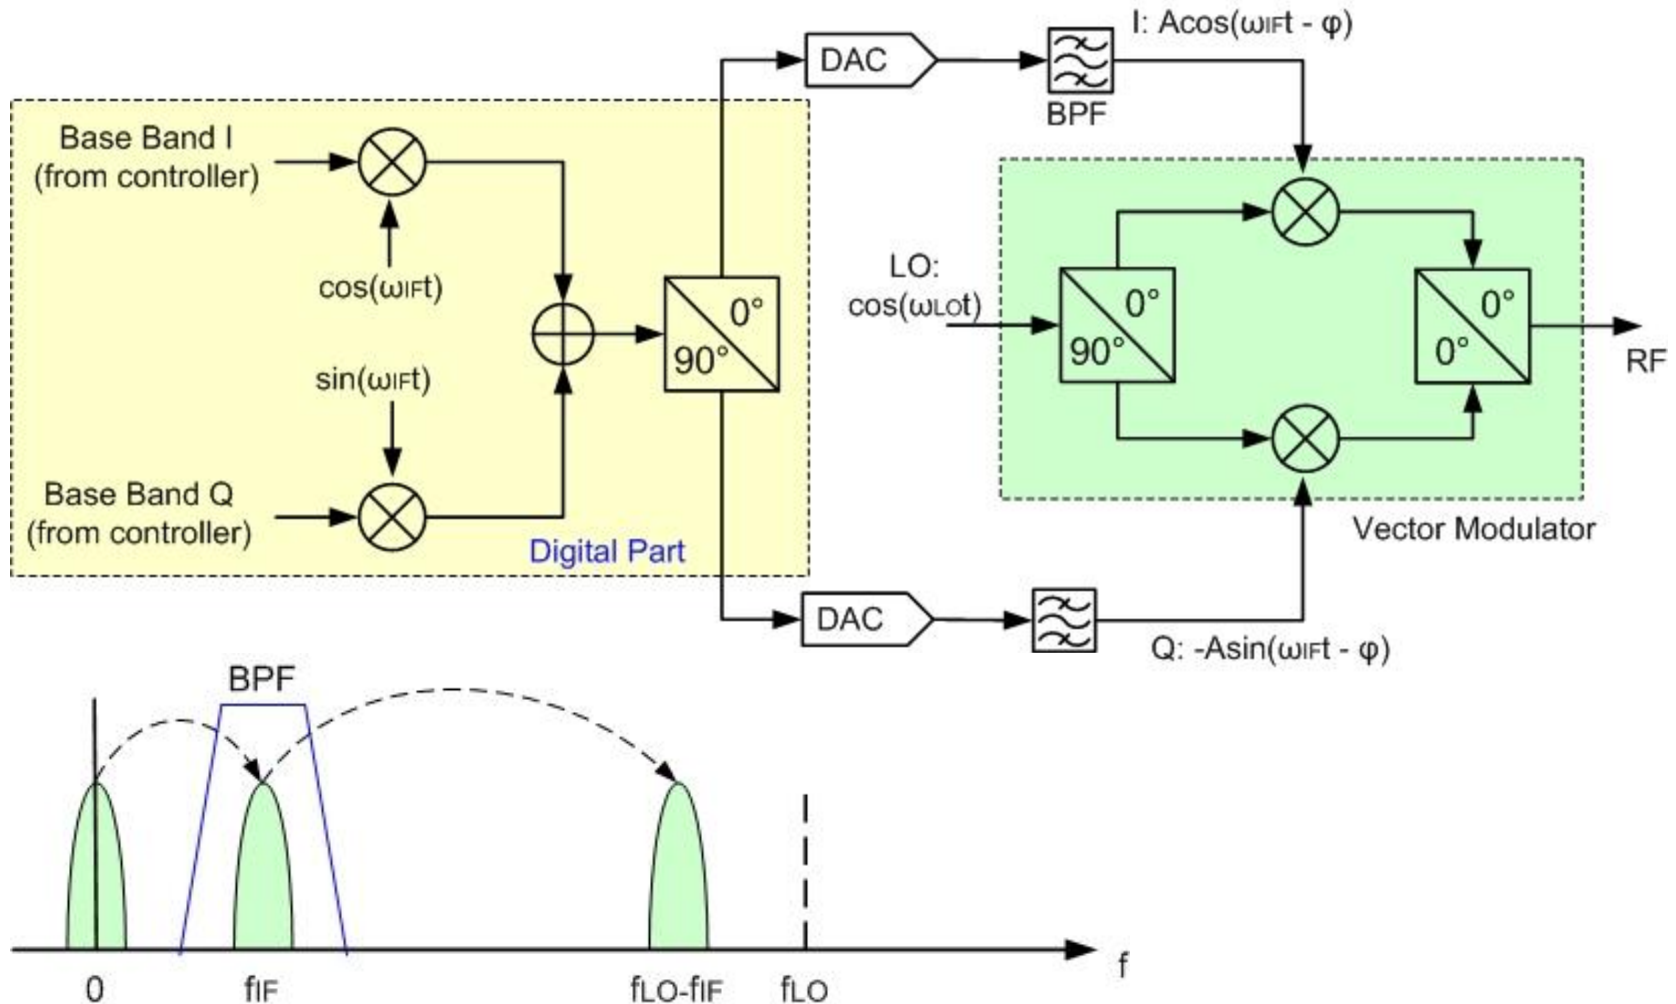 I: Acos(ωIFt - φ)
DAC
BPF
Base Band I
(from controller)
cos(ωIFt)
LO:
cos(ωLOt)
0°
90°
0°
90°
0°
0°
RF
sin(ωIFt)
Base Band Q
(from controller)
Digital Part
Vector Modulator
DAC
Q: -Asin(ωIFt - φ)
BPF
0
fIF
fLO-fIF
fLO
f